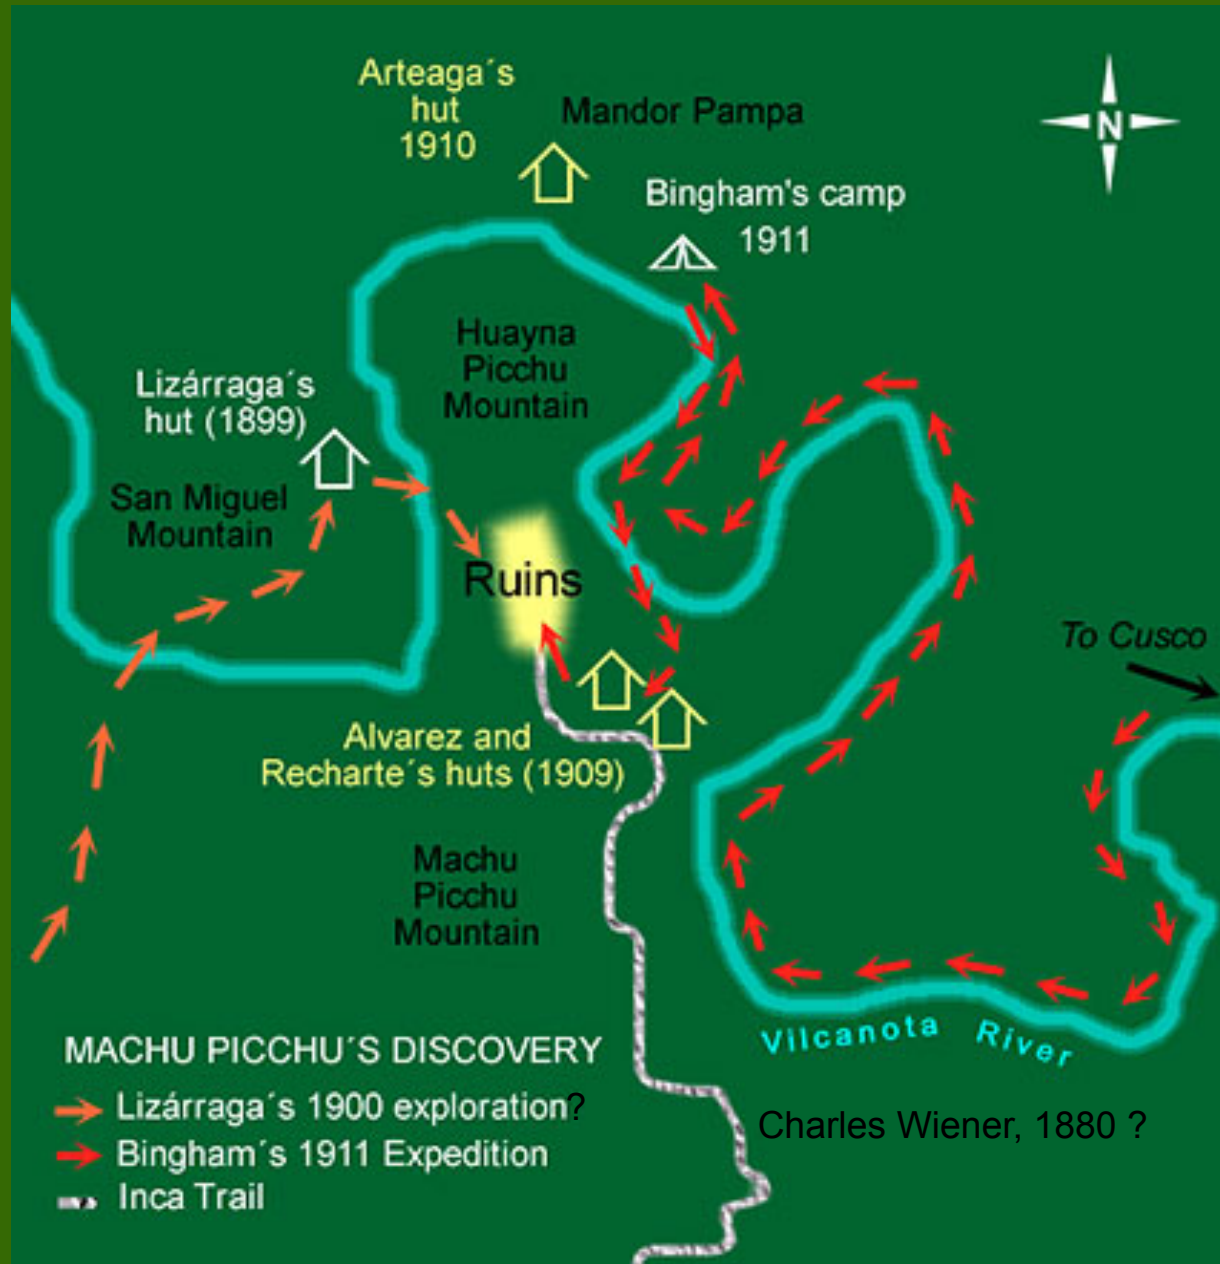 Arteaga´s
hut
1910
Mandor Pampa
N
Bingham's camp
1911
Huayna
Picchu
Mountain
Lizárraga´s
hut (1899)
San Miguel
Mountain
Ruins
To Cusco
Alvarez and
Recharte´s huts (1909)
Machu
Picchu
Mountain
Vilcanota River
MACHU PICCHU´S DISCOVERY
Lizárraga´s 1900 exploration?
Bingham´s 1911 Expedition
Inca Trail
Charles Wiener, 1880 ?